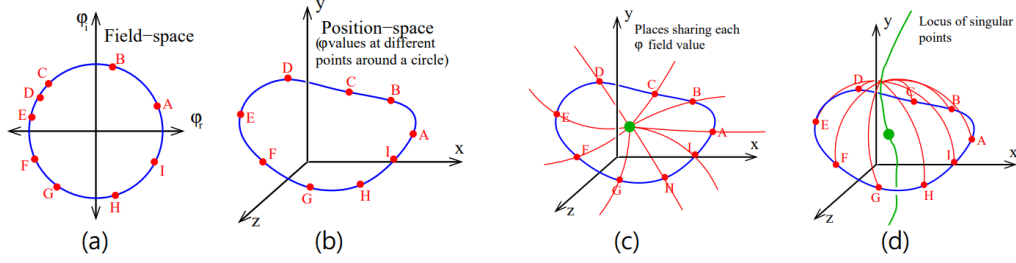 φi
Field−space
B
C
D
A
E
φr
F
I
G
H
(a)
y
Position−space
(φ values at different
points around a circle)
D
C
B
E
A
F
I
x
G
H
z
(b)
y
Places sharing each
φ field value
D
C
B
E
A
F
I
x
G
H
z
(c)
Locus of singular
points
y
D
C
B
E
A
F
I
x
G
H
z
(d)